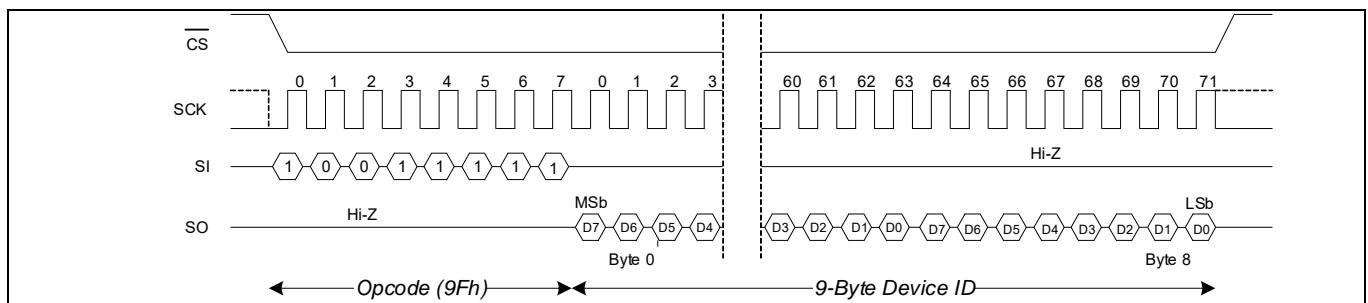 CS
0 1 2 3 4 5 6 7 0 1 2 3 60 61 62 63 64 65 66 67 68 69 70 71
SCK
Hi-Z
SI 1 0 0 1 1 1 1 1
MSb LSb
Hi-Z
SO D7 D6 D5 D4 D3 D2 D1 D0 D7 D6 D5 D4 D3 D2 D1 D0
Byte 0 Byte 8
Opcode (9Fh) 9-Byte Device ID